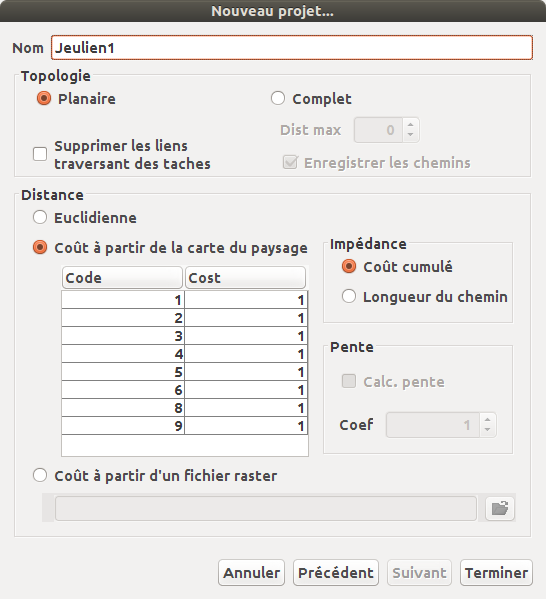 Nouveau projet...
Nom Jeulien1
Topologie
Planaire Complet
Dist max 0
Supprimer les liens
traversant des taches
Enregistrer les chemins
Distance
Euclidienne
Coût à partir de la carte du paysage
Impédance
Coût cumulé
Longueur du chemin
Code Cost
1 1
2 1
3 1
4 1
5 1
6 1
8 1
9 1
Pente
Calc. pente
Coef 1
Coût à partir d'un fichier raster
Annuler Précédent Suivant Terminer